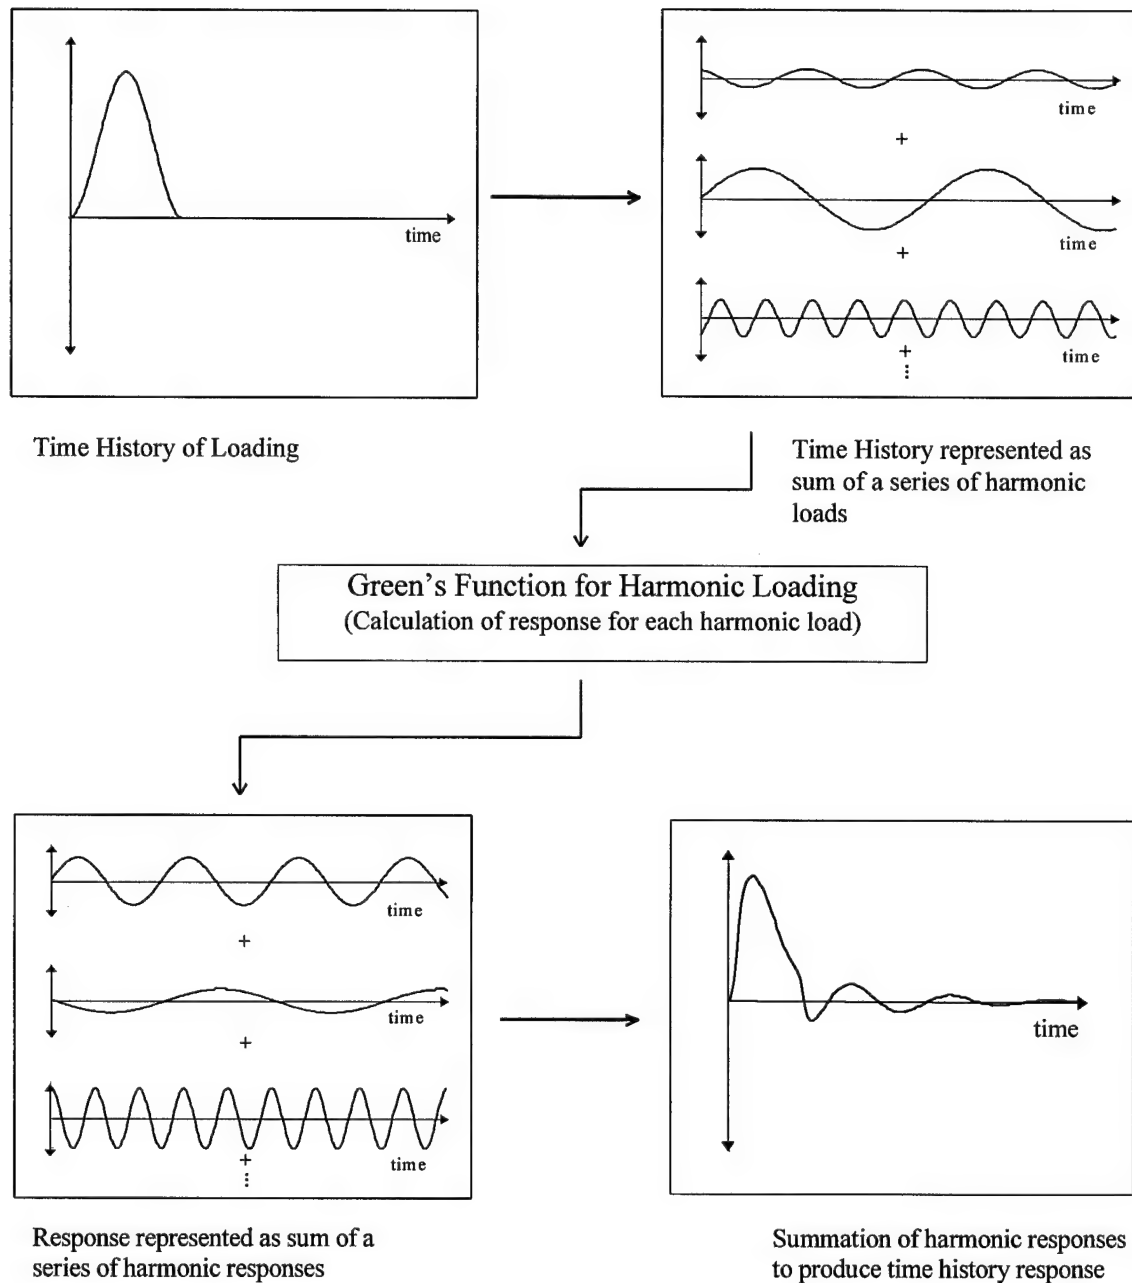 time
time
+
time
+
time
+
⋮
Time History of Loading
Time History represented as
sum of a series of harmonic
loads
Green's Function for Harmonic Loading
(Calculation of response for each harmonic load)
time
+
time
+
time
+
⋮
time
Response represented as sum of a
series of harmonic responses
Summation of harmonic responses
to produce time history response